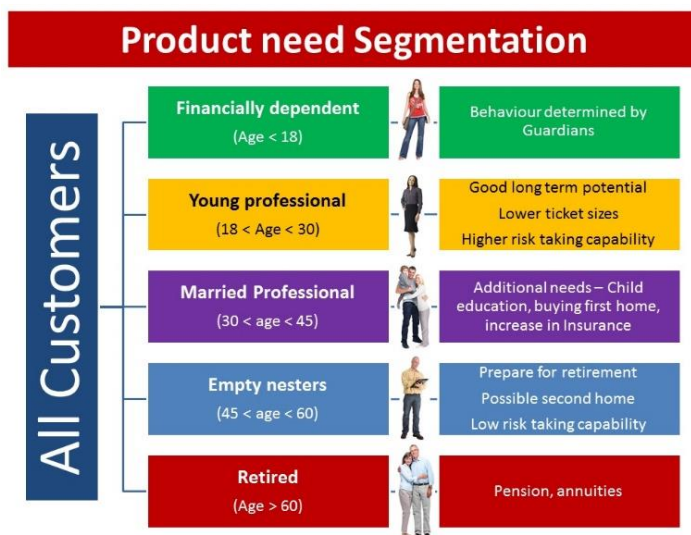 Product need Segmentation
All Customers
Financially dependent
(Age < 18)
Behaviour determined by
Guardians
Young professional
(18 < Age < 30)
Good long term potential
Lower ticket sizes
Higher risk taking capability
Married Professional
(30 < age < 45)
Additional needs – Child
education, buying first home,
increase in Insurance
Empty nesters
(45 < age < 60)
Prepare for retirement
Possible second home
Low risk taking capability
Retired
(Age > 60)
Pension, annuities